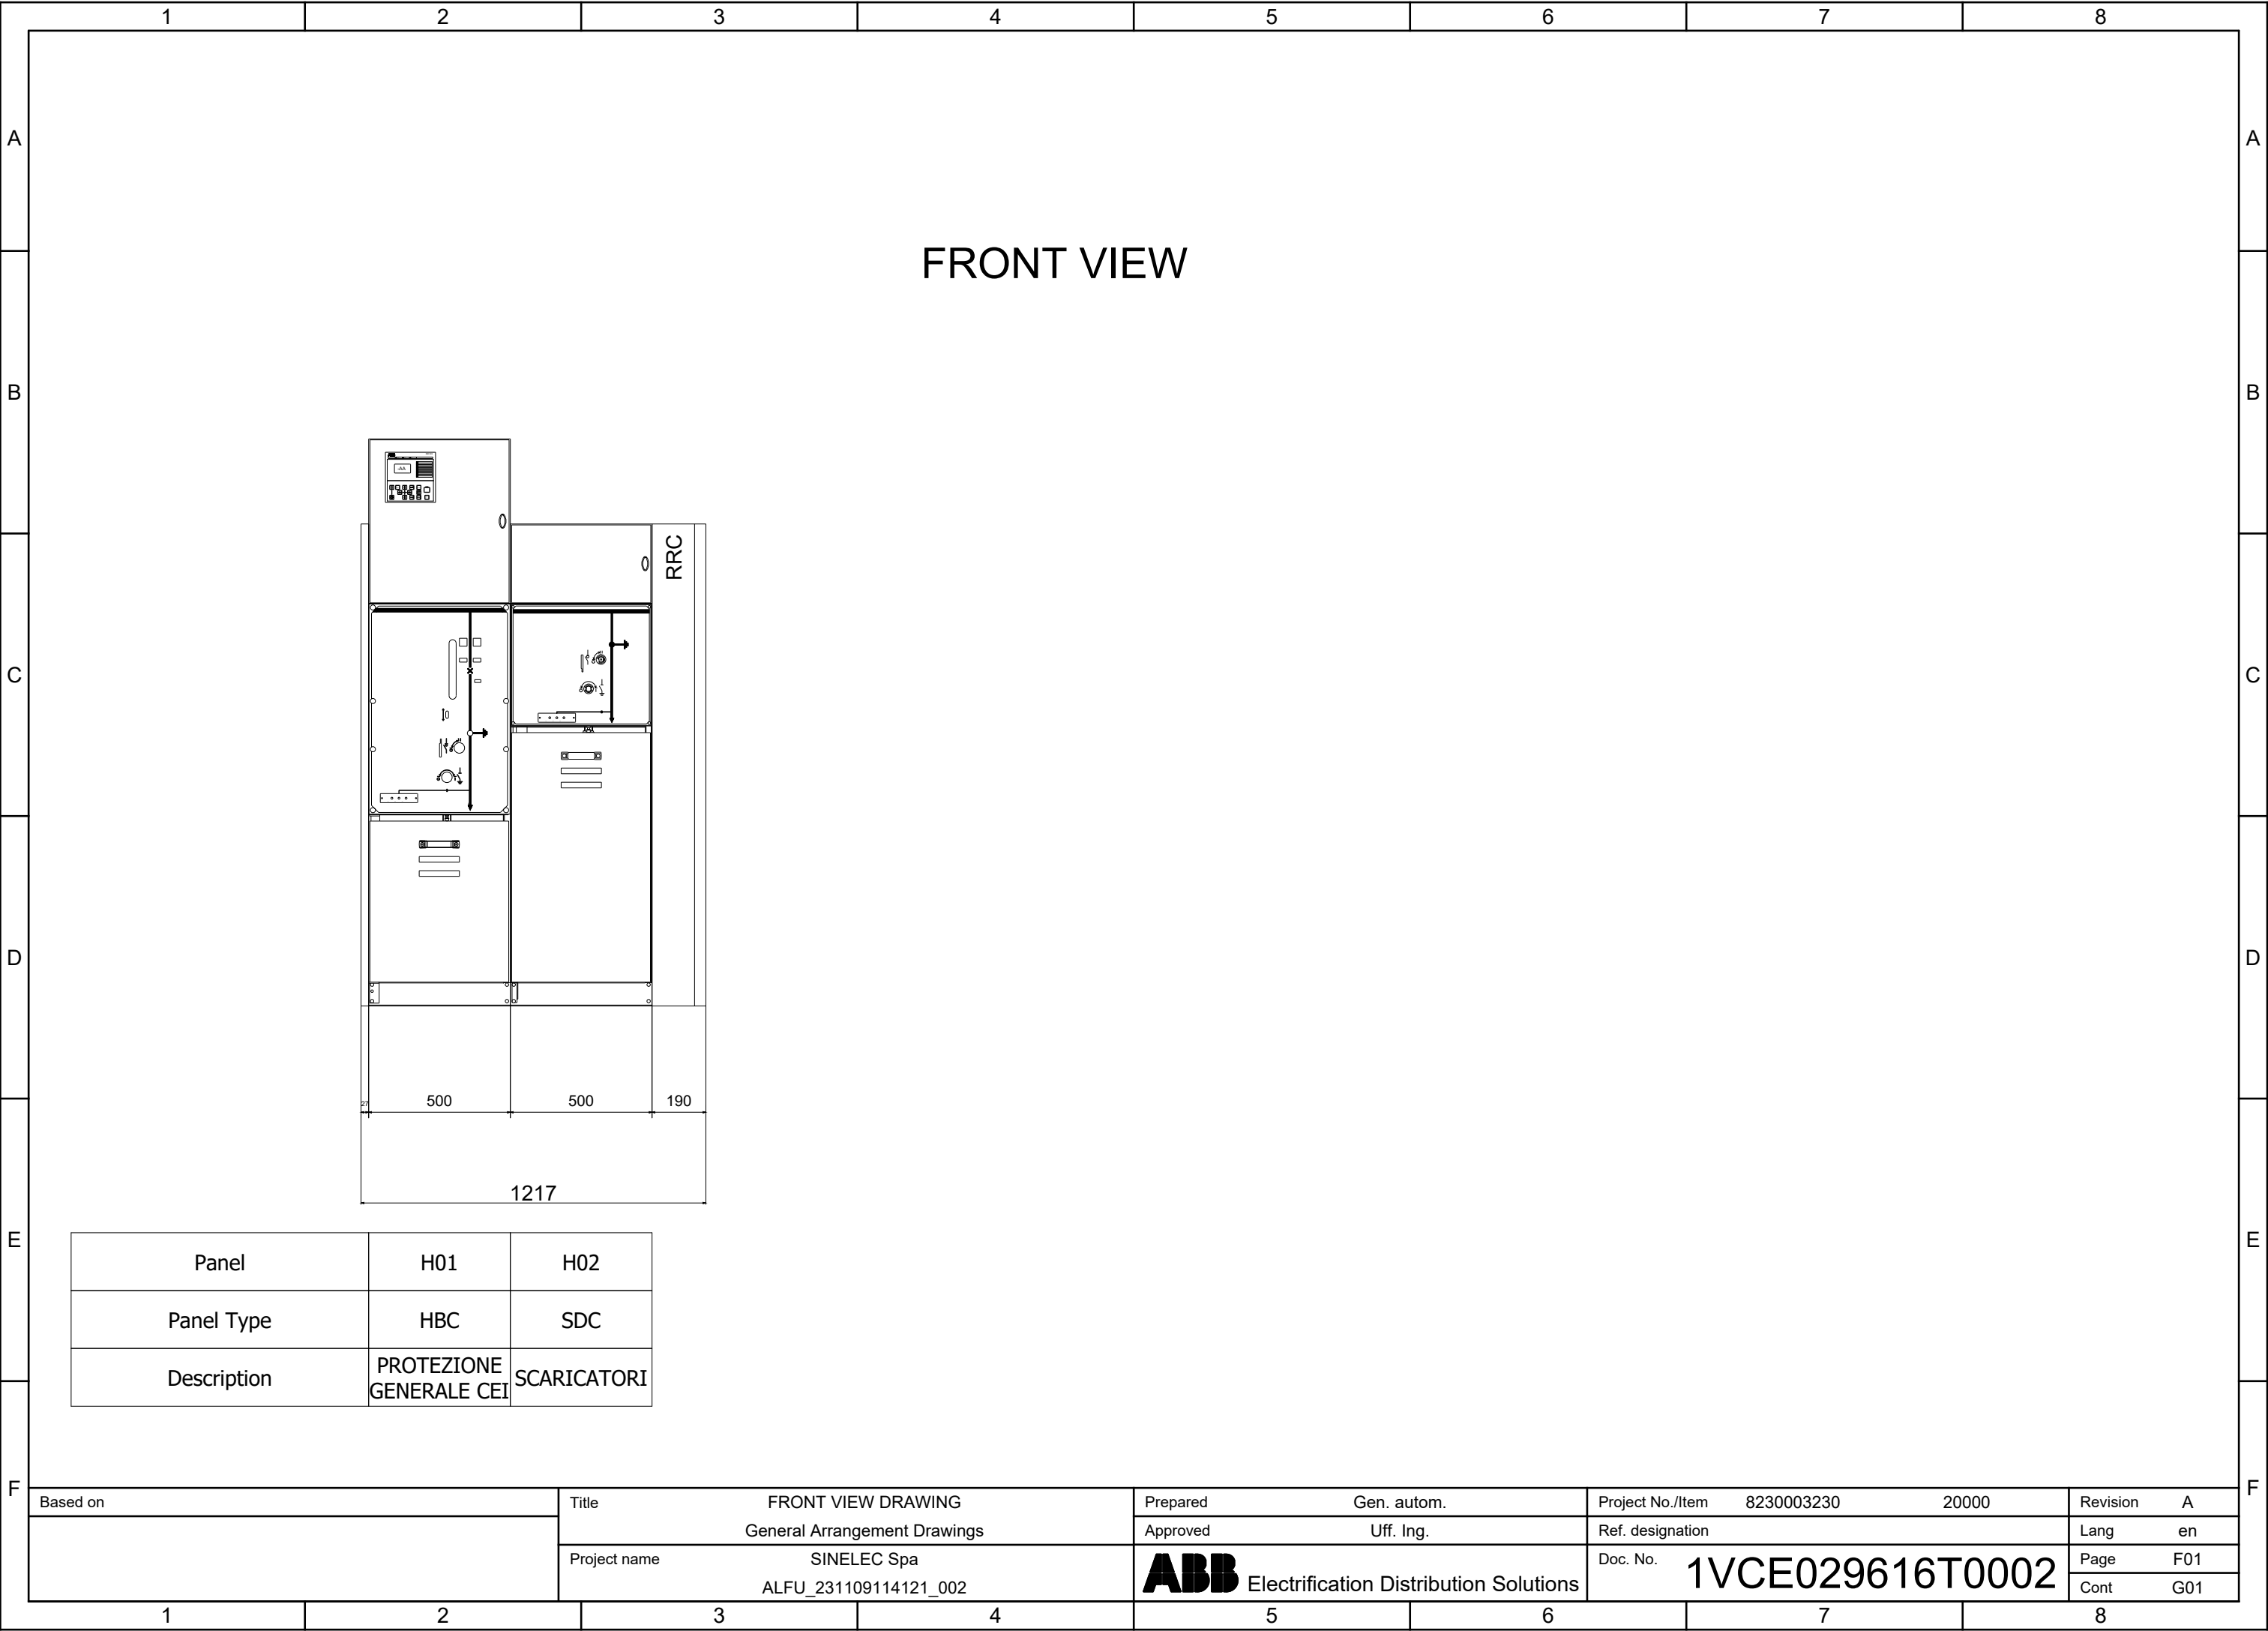 1 2 3 4 5 6 7 8
A A
FRONT VIEW
B B
RRC
C C
D D
27 500 500 190
1217
E E
Panel H01 H02
Panel Type HBC SDC
Description PROTEZIONE GENERALE CEI SCARICATORI
F F
Based on
Title FRONT VIEW DRAWING
General Arrangement Drawings
Project name SINELEC Spa
ALFU_231109114121_002
Prepared Gen. autom.
Approved Uff. Ing.
ABB Electrification Distribution Solutions
Project No./Item 8230003230 20000
Ref. designation
Doc. No. 1VCE029616T0002
Revision A
Lang en
Page F01
Cont G01
1 2 3 4 5 6 7 8